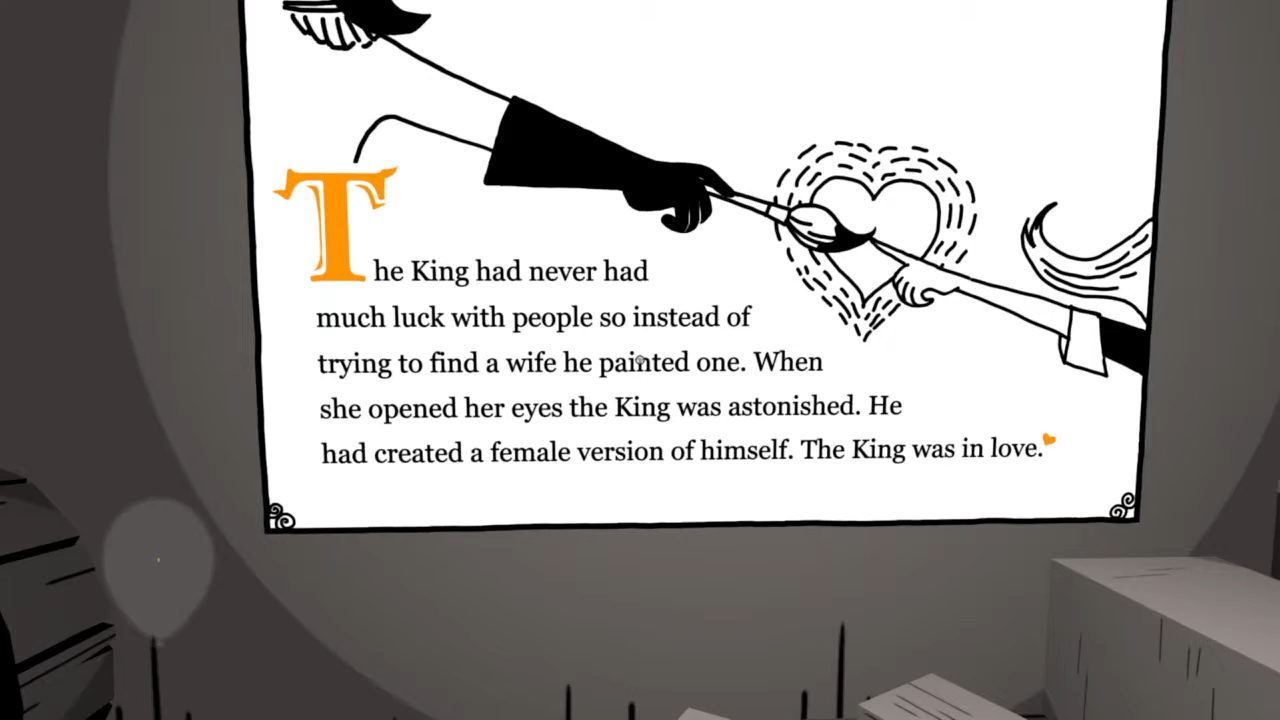 The King had never had
much luck with people so instead of
trying to find a wife he painted one. When
she opened her eyes the King was astonished. He
had created a female version of himself. The King was in love.